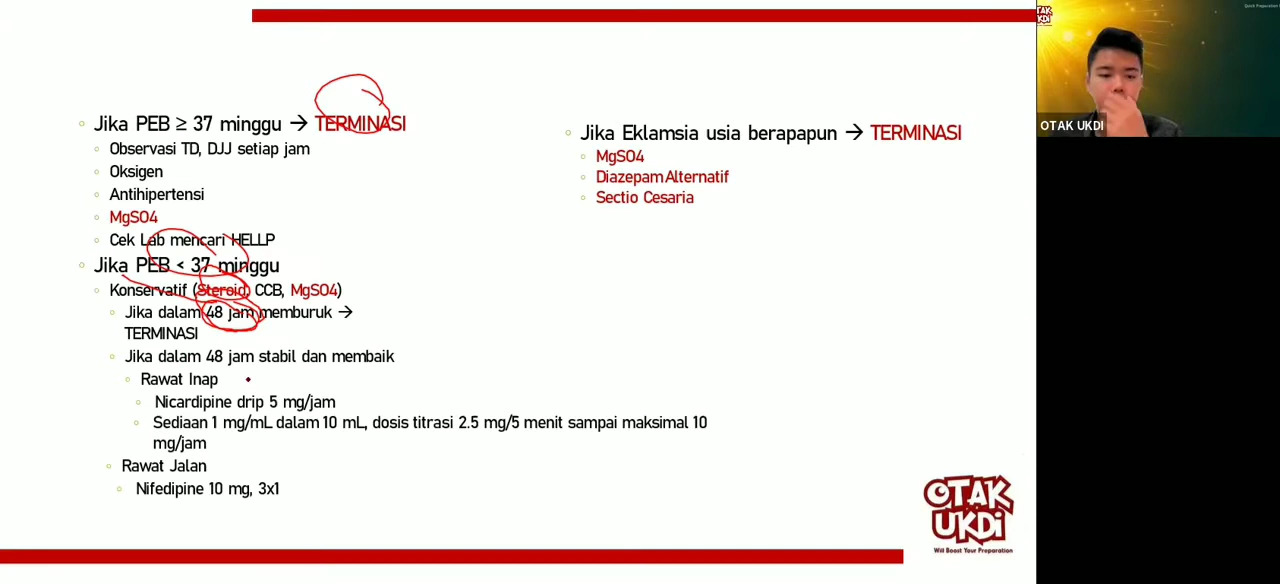 Jika PEB ≥ 37 minggu → TERMINASI
Observasi TD, DJJ setiap jam
Oksigen
Antihipertensi
MgSO4
Cek Lab mencari HELLP
Jika PEB < 37 minggu
Konservatif (Steroid, CCB, MgSO4)
Jika dalam 48 jam memburuk →
TERMINASI
Jika dalam 48 jam stabil dan membaik
Rawat Inap
Nicardipine drip 5 mg/jam
Sediaan 1 mg/mL dalam 10 mL, dosis titrasi 2.5 mg/5 menit sampai maksimal 10
mg/jam
Rawat Jalan
Nifedipine 10 mg, 3x1
Jika Eklamsia usia berapapun → TERMINASI
MgSO4
Diazepam Alternatif
Sectio Cesaria
OTAK
UKDi
Will Boost Your Preparation
TAK
KDi
Quick Preparation
OTAK UKDI